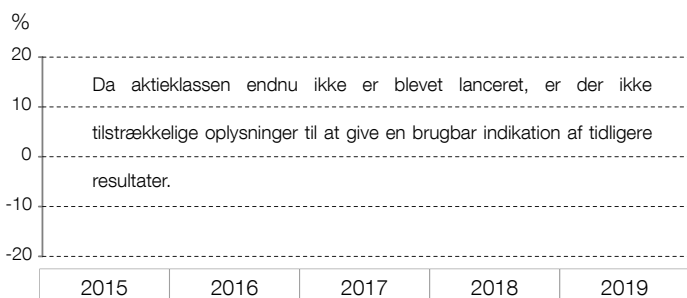 %
20
Da aktieklassen endnu ikke er blevet lanceret, er der ikke
10
tilstrækkelige oplysninger til at give en brugbar indikation af tidligere
0
resultater.
-10
-20
2015 2016 2017 2018 2019